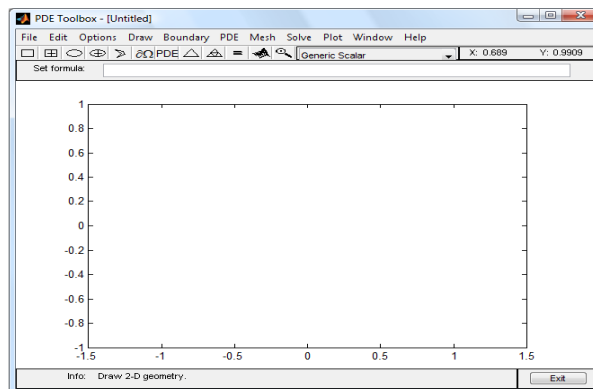 PDE Toolbox - [Untitled]
File Edit Options Draw Boundary PDE Mesh Solve Plot Window Help
∂Ω PDE = Generic Scalar X: 0.689 Y: 0.9909
Set formula:
1
0.8
0.6
0.4
0.2
0
-0.2
-0.4
-0.6
-0.8
-1
-1.5 -1 -0.5 0 0.5 1 1.5
Info: Draw 2-D geometry. Exit